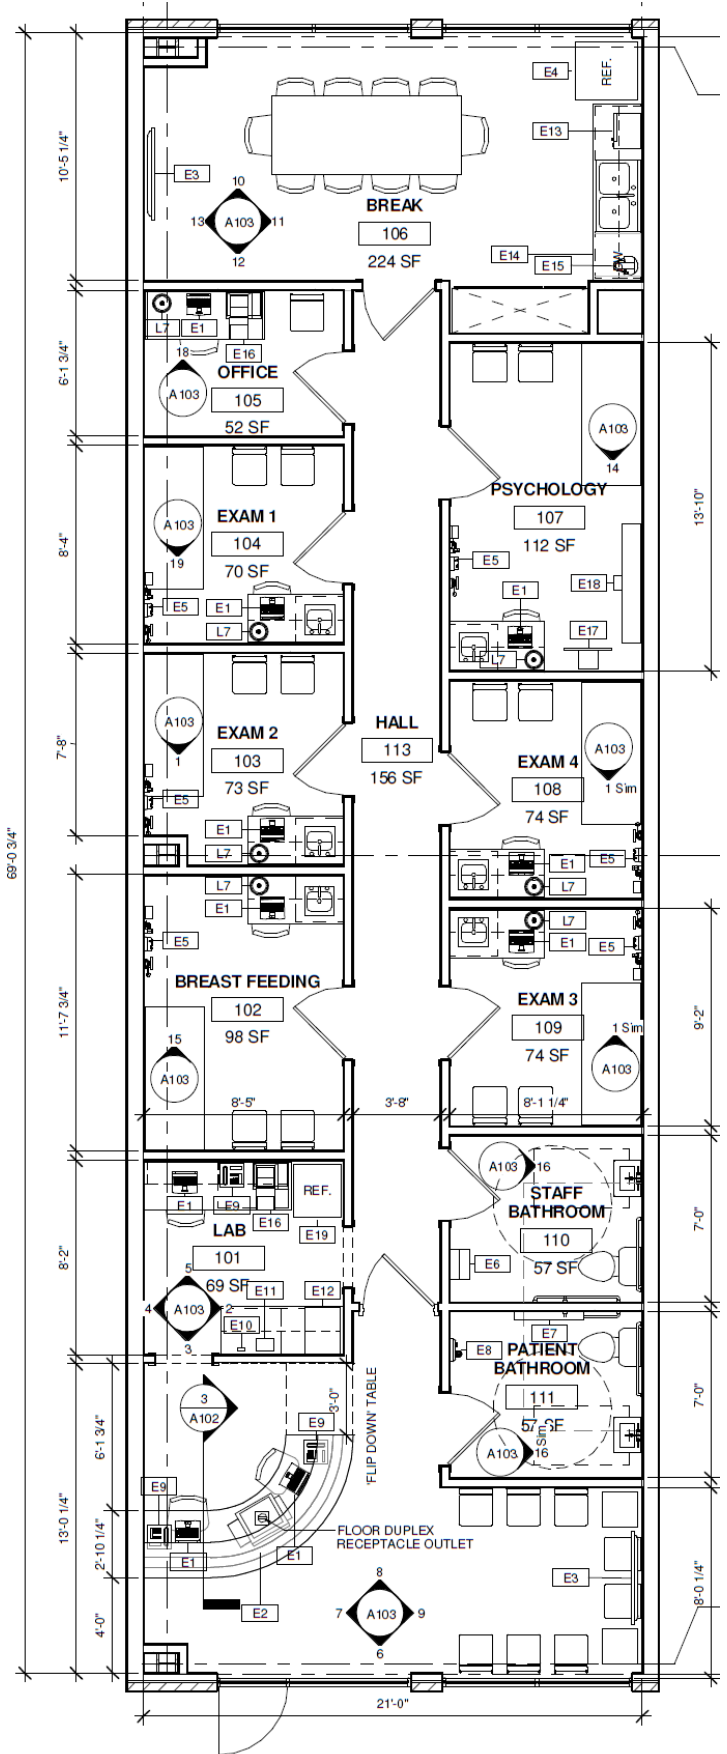 E4
REF.
E13
10'-5 1/4"
E3
10
13
A103
11
12
BREAK
106
224 SF
E14
E15
DW
L7
E1
E16
18
A103
OFFICE
105
52 SF
6'-1 3/4"
A103
14
PSYCHOLOGY
107
112 SF
13'-10"
E5
E1
E18
E17
L7
A103
19
EXAM 1
104
70 SF
8'-4"
E5
E1
L7
A103
1
EXAM 2
103
73 SF
7'-8"
E5
E1
L7
HALL
113
156 SF
A103
1 Sim
EXAM 4
108
74 SF
E1
E5
L7
69'-0 3/4"
L7
E1
E5
BREAST FEEDING
102
98 SF
11'-7 3/4"
15
A103
8'-5"
3'-8"
8'-1 1/4"
L7
E1
E5
EXAM 3
109
74 SF
1 Sim
A103
9'-2"
E1
E9
E16
REF.
E19
LAB
101
69 SF
8'-2"
5
4
A103
2
3
E11
E12
E10
A103
16
STAFF
BATHROOM
110
57 SF
E6
7'-0"
E7
E8
PATIENT
BATHROOM
111
57 SF
Sim
A103
16
7'-0"
3
A102
3'-0"
'FLIP DOWN' TABLE
E9
E9
6'-1 3/4"
13'-0 1/4"
2'-10 1/4"
4'-0"
FLOOR DUPLEX
RECEPTACLE OUTLET
E1
E1
E2
8
7
A103
9
6
E3
8'-0 1/4"
21'-0"